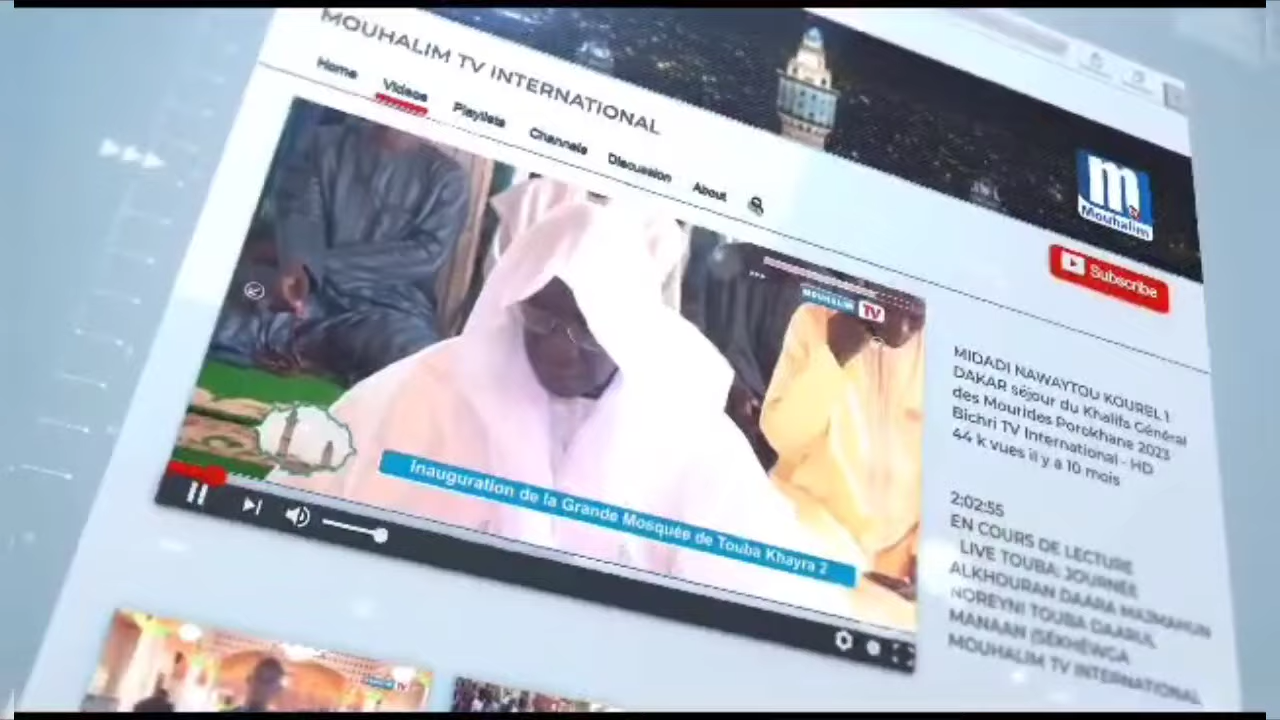 MOUHALIM TV INTERNATIONAL
Home Videos Playlists Channels Discussion About
m
Mouhalim
Subscribe
MOUHALIM TV
Inauguration de la Grande Mosquée de Touba Khayra 2
MIDADI NAWAYTOU KOUREL 1
DAKAR séjour du Khalifa Général
des Mourides Porokhane 2023
Bichri TV International - HD
44 k vues il y a 10 mois
2:02:55
EN COURS DE LECTURE
LIVE TOUBA: JOURNÉE
ALKHOURAN DAARA MAJMAHUN
NOREYNI TOUBA DAARUL
MANAAN (SËKHËWGA
MOUHALIM TV INTERNATIONAL